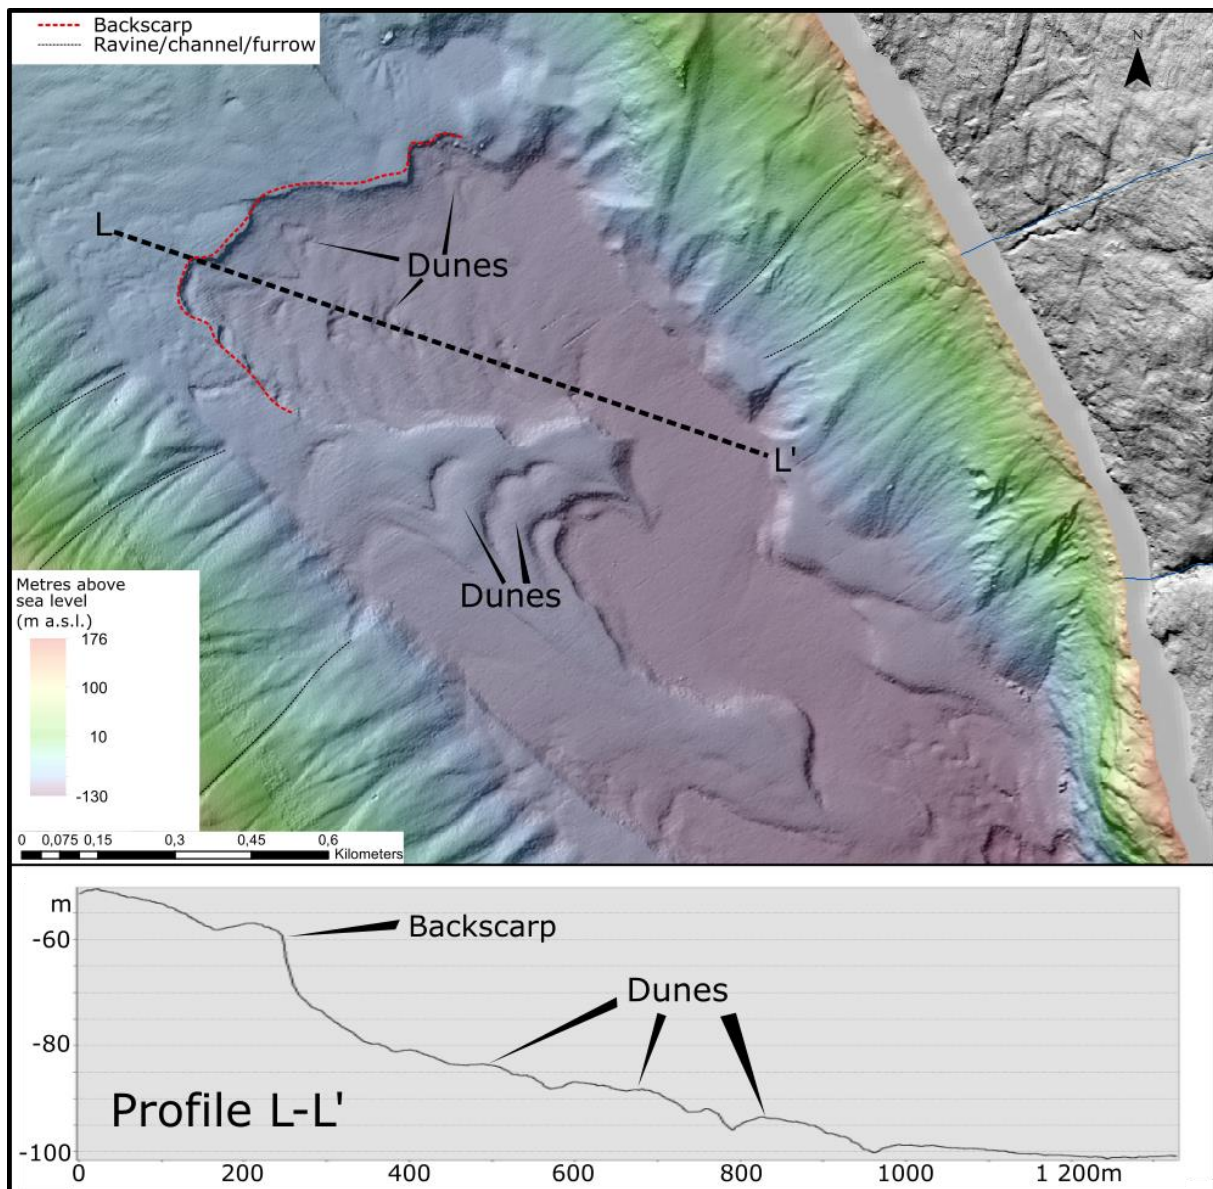 Backscarp
Ravine/channel/furrow
N
L
Dunes
L'
Dunes
Metres above
sea level
(m a.s.l.)
176
100
10
-130
0 0,075 0,15 0,3 0,45 0,6
Kilometers
m
Backscarp
-60
Dunes
-80
Profile L-L'
-100
0 200 400 600 800 1000 1 200m